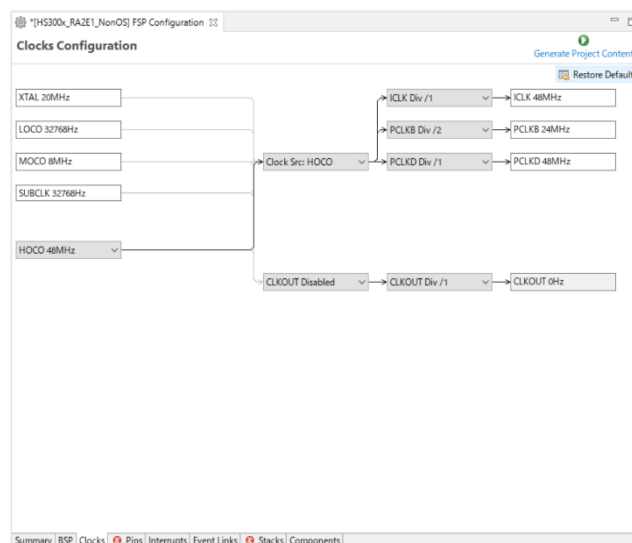 *[HS300x_RA2E1_NonOS] FSP Configuration
Clocks Configuration
Generate Project Content
Restore Default
XTAL 20MHz
ICLK Div /1
ICLK 48MHz
LOCO 32768Hz
PCLKB Div /2
PCLKB 24MHz
MOCO 8MHz
Clock Src: HOCO
PCLKD Div /1
PCLKD 48MHz
SUBCLK 32768Hz
HOCO 48MHz
CLKOUT Disabled
CLKOUT Div /1
CLKOUT 0Hz
Summary BSP Clocks Pins Interrupts Event Links Stacks Components